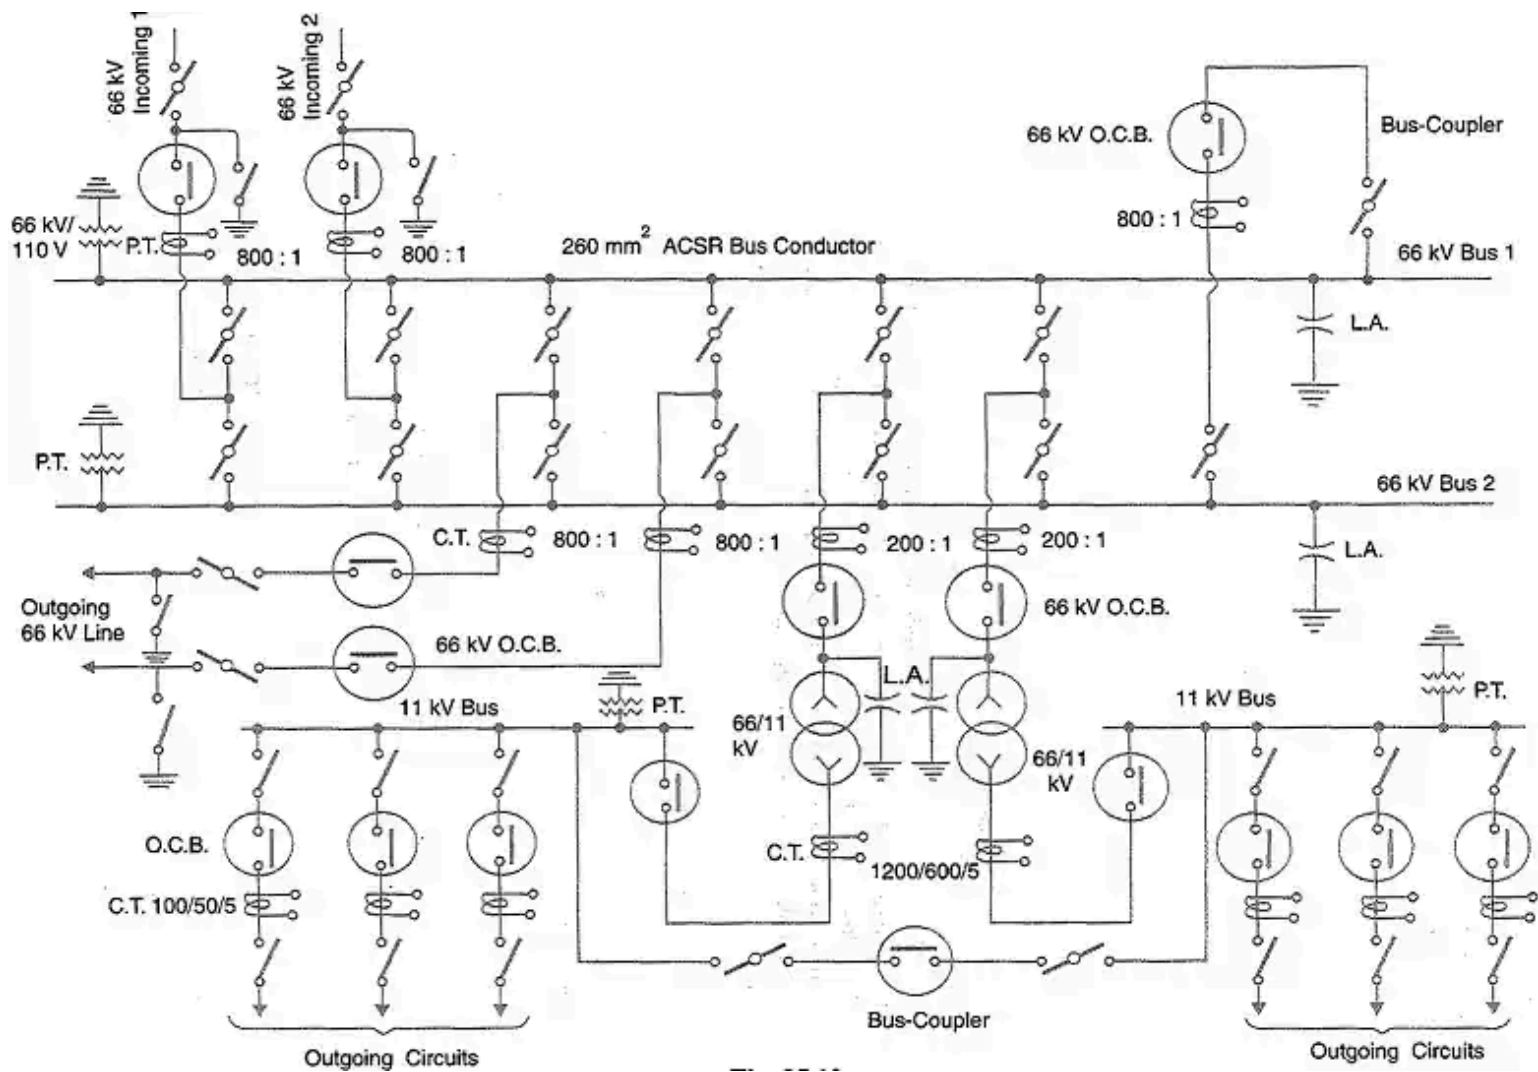 66 kV
Incoming 1
66 kV
Incoming 2
66 kV O.C.B.
Bus-Coupler
66 kV/
110 V
P.T.
800 : 1
800 : 1
260 mm² ACSR Bus Conductor
800 : 1
66 kV Bus 1
L.A.
P.T.
66 kV Bus 2
C.T.
800 : 1
800 : 1
200 : 1
200 : 1
L.A.
Outgoing
66 kV Line
66 kV O.C.B.
66 kV O.C.B.
L.A.
11 kV Bus
P.T.
66/11
kV
66/11
kV
11 kV Bus
P.T.
O.C.B.
C.T. 100/50/5
C.T.
1200/600/5
Bus-Coupler
Outgoing Circuits
Outgoing Circuits